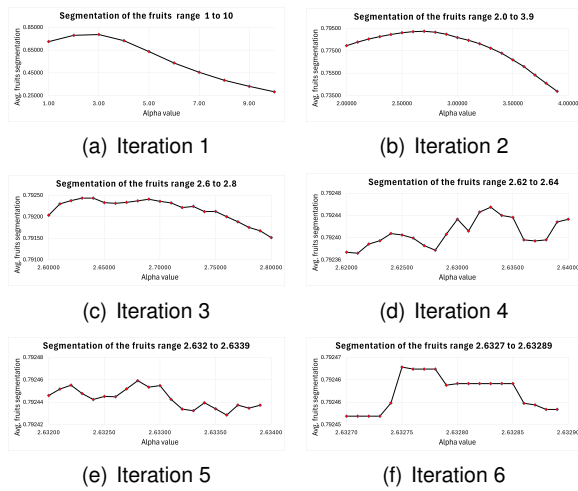 Segmentation of the fruits range 1 to 10
Avg. fruits segmentation
0.85000
0.65000
0.45000
0.25000
1.00 3.00 5.00 7.00 9.00
Alpha value
(a) Iteration 1
Segmentation of the fruits range 2.0 to 3.9
Avg. fruits segmentation
0.79500
0.77500
0.75500
0.73500
2.00000 2.50000 3.00000 3.50000 4.00000
Alpha value
(b) Iteration 2
Segmentation of the fruits range 2.6 to 2.8
Avg. fruits segmentation
0.79250
0.79200
0.79150
0.79100
2.60000 2.65000 2.70000 2.75000 2.80000
Alpha value
(c) Iteration 3
Segmentation of the fruits range 2.62 to 2.64
Avg. fruits segmentation
0.79248
0.79244
0.79240
0.79236
2.62000 2.62500 2.63000 2.63500 2.64000
Alpha value
(d) Iteration 4
Segmentation of the fruits range 2.632 to 2.6339
Avg. fruits segmentation
0.79248
0.79246
0.79244
0.79242
2.63200 2.63250 2.63300 2.63350 2.63400
Alpha value
(e) Iteration 5
Segmentation of the fruits range 2.6327 to 2.63289
Avg. fruits segmentation
0.79247
0.79246
0.79246
0.79245
2.63270 2.63275 2.63280 2.63285 2.63290
Alpha value
(f) Iteration 6